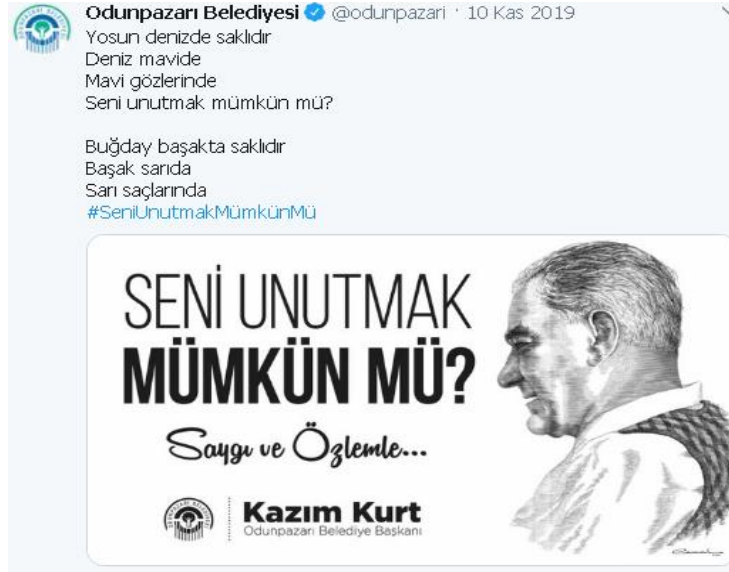 Odunpazarı Belediyesi @odunpazari · 10 Kas 2019
Yosun denizde saklıdır
Deniz mavide
Mavi gözlerinde
Seni unutmak mümkün mü?
Buğday başakta saklıdır
Başak sarıda
Sarı saçlarında
#SeniUnutmakMümkünMü
SENİ UNUTMAK
MÜMKÜN MÜ?
Saygı ve Özlemle...
Kazım Kurt
Odunpazarı Belediye Başkanı